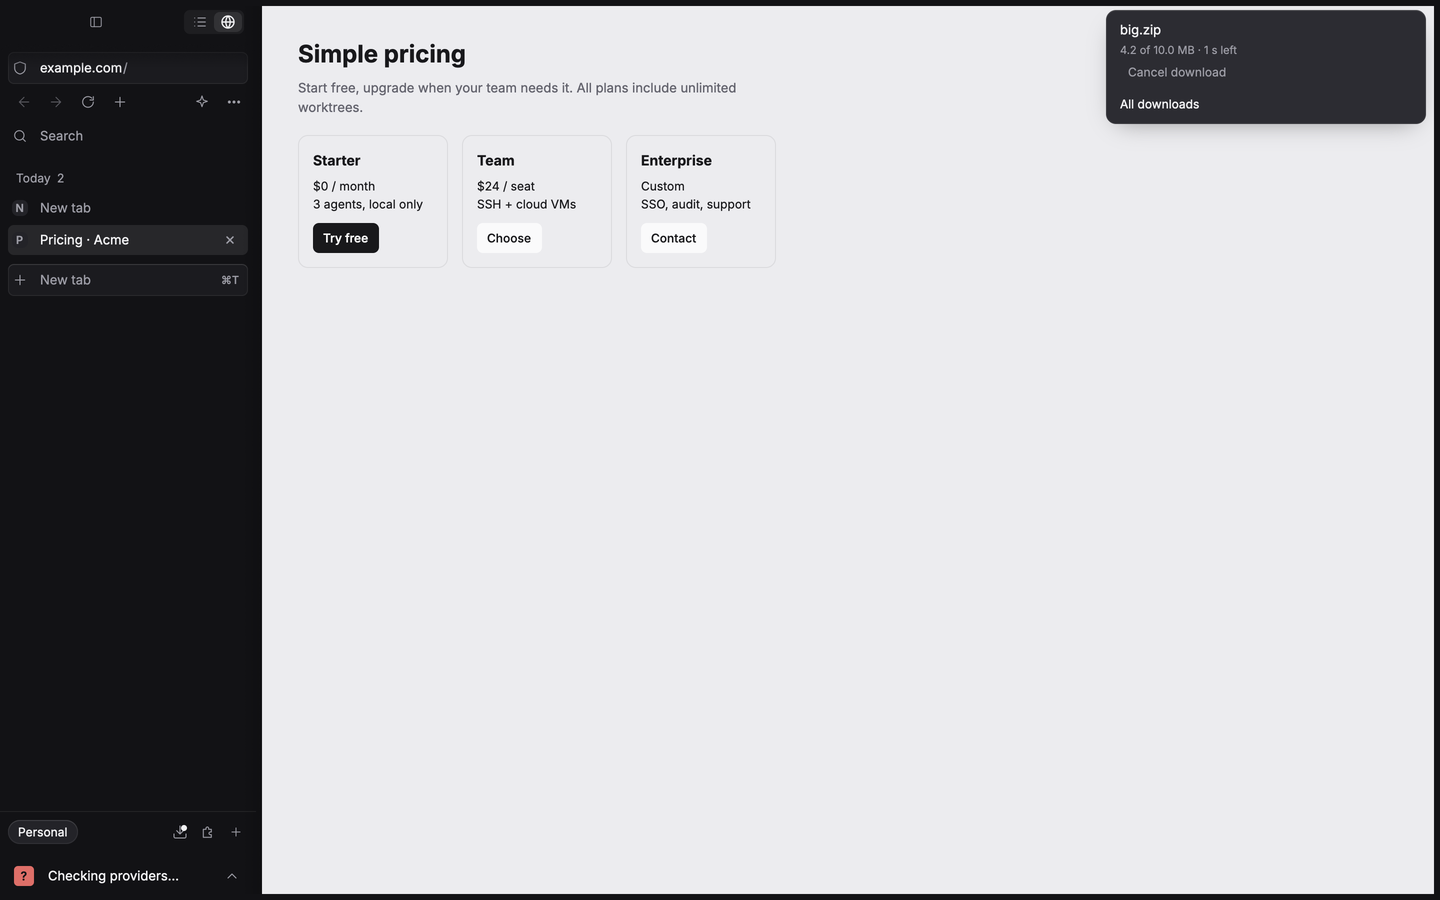 example.com/
Search
Today 2
N New tab
P Pricing · Acme
New tab ⌘T
Personal
? Checking providers...
Simple pricing
Start free, upgrade when your team needs it. All plans include unlimited
worktrees.
Starter
$0 / month
3 agents, local only
Try free
Team
$24 / seat
SSH + cloud VMs
Choose
Enterprise
Custom
SSO, audit, support
Contact
big.zip
4.2 of 10.0 MB · 1 s left
Cancel download
All downloads